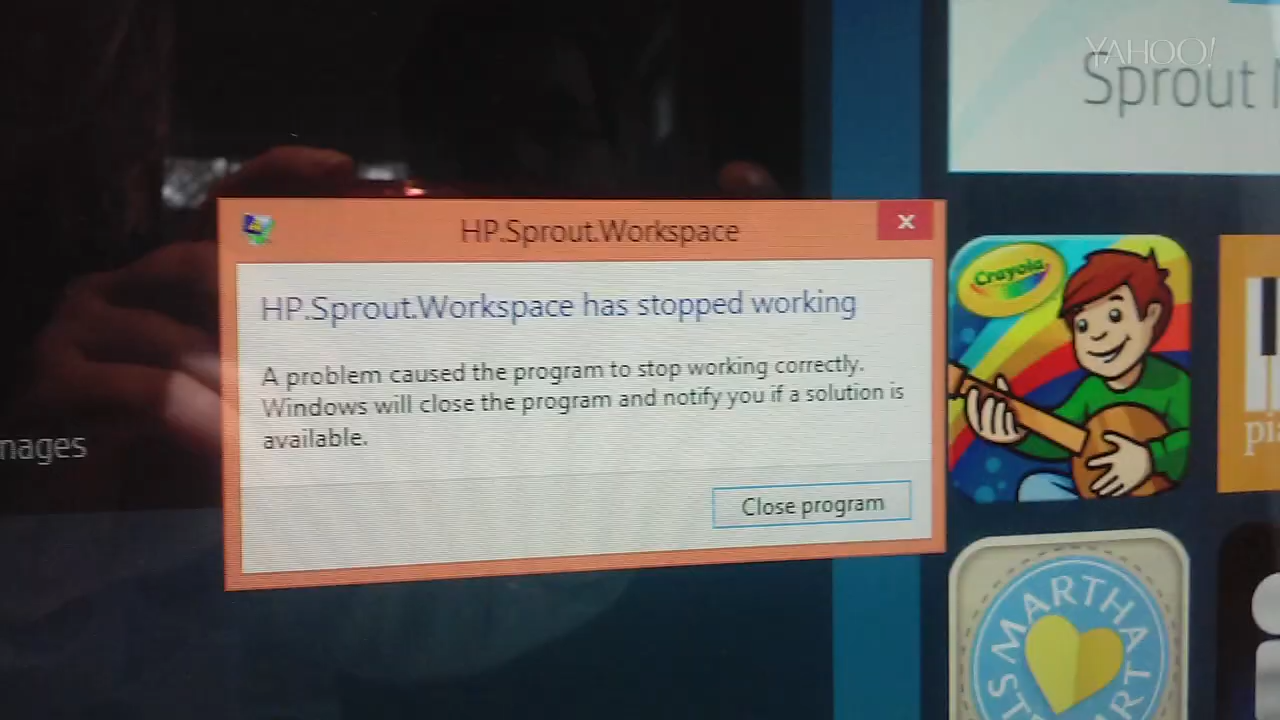 YAHOO!
Sprout
HP.Sprout.Workspace
x
HP.Sprout.Workspace has stopped working
A problem caused the program to stop working correctly.
Windows will close the program and notify you if a solution is
available.
Close program
Crayola
nages
pia
MARTHA